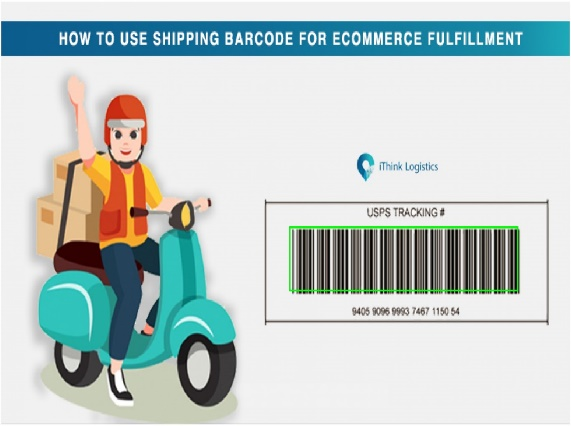 HOW TO USE SHIPPING BARCODE FOR ECOMMERCE FULFILLMENT
iThink Logistics
USPS TRACKING #
9405 9096 9993 7467 1150 54